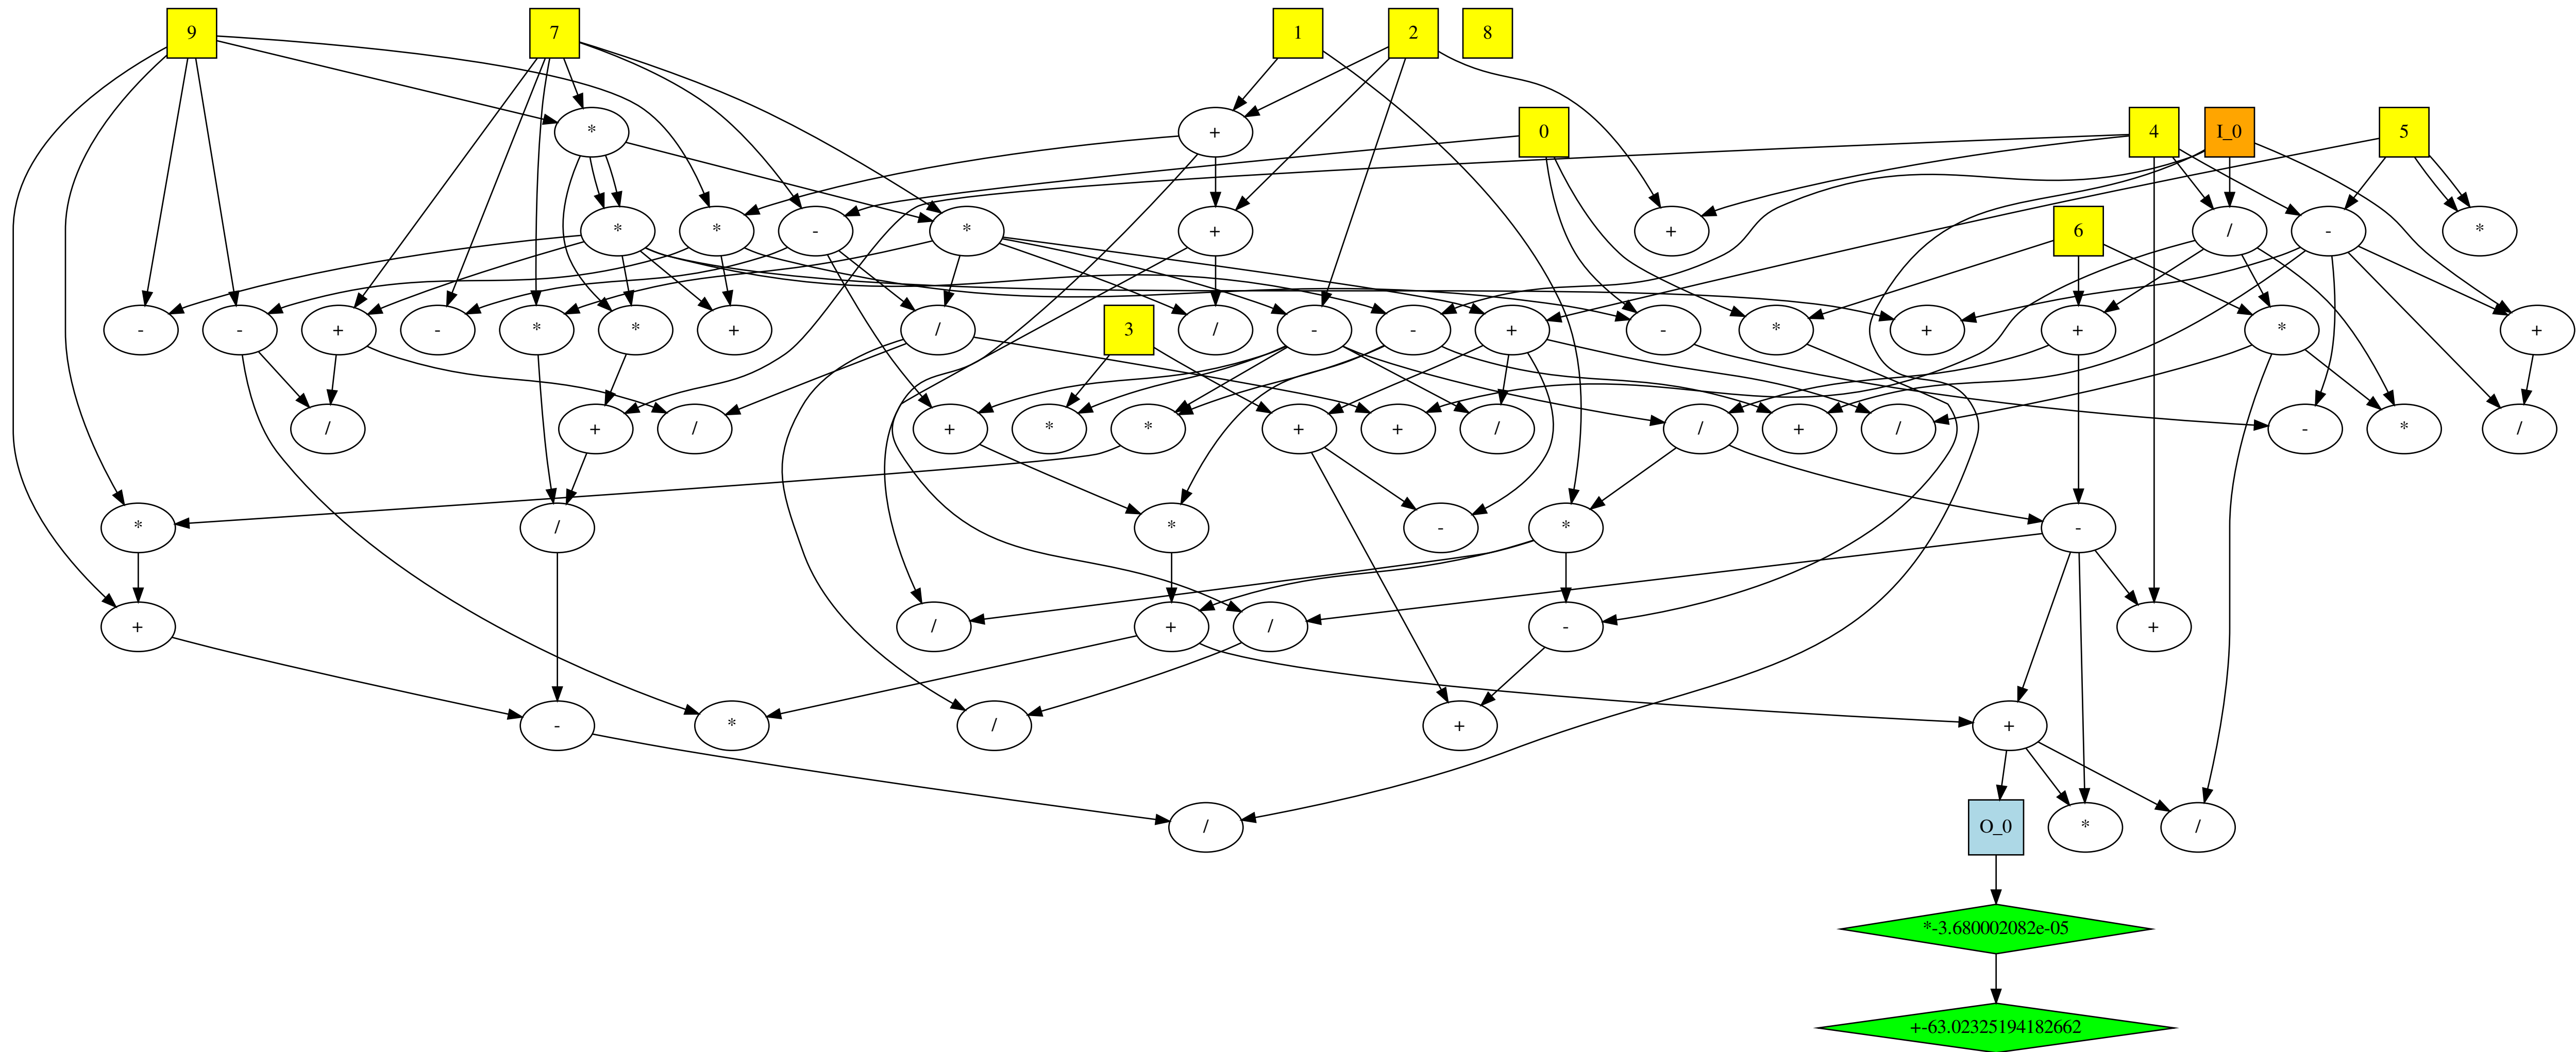 9 7 1 2 8
* + 0 4 I_0 5
* * - * + + 6 / - *
- - + - * * + / 3 / - - + - * + + * +
/ + / + * * + + / / + / - * /
* / * - * -
+ / + / - +
- * / + +
/ O_0 * /
*-3.680002082e-05
+-63.02325194182662